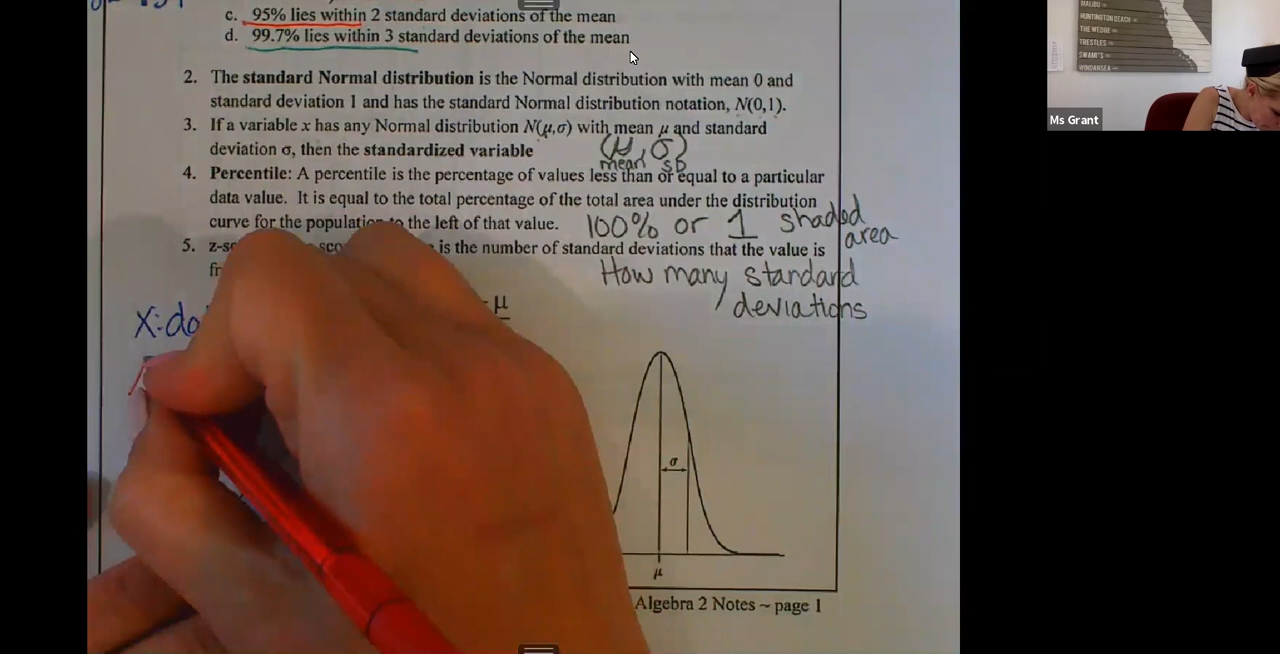 c. 95% lies within 2 standard deviations of the mean
d. 99.7% lies within 3 standard deviations of the mean
2. The standard Normal distribution is the Normal distribution with mean 0 and
standard deviation 1 and has the standard Normal distribution notation, N(0,1).
3. If a variable x has any Normal distribution N(μ,σ) with mean μ and standard
deviation σ, then the standardized variable
(μ, σ)
mean, SD
4. Percentile: A percentile is the percentage of values less than or equal to a particular
data value. It is equal to the total percentage of the total area under the distribution
curve for the population to the left of that value. 100% or 1 shaded
area
5. is the number of standard deviations that the value is
How many standard
deviations
μ
σ
μ
Algebra 2 Notes ~ page 1
MALIBU
HUNTINGTON BEACH
THE WEDGE
TRESTLES
SWAMI'S
WINDANSEA
Ms Grant